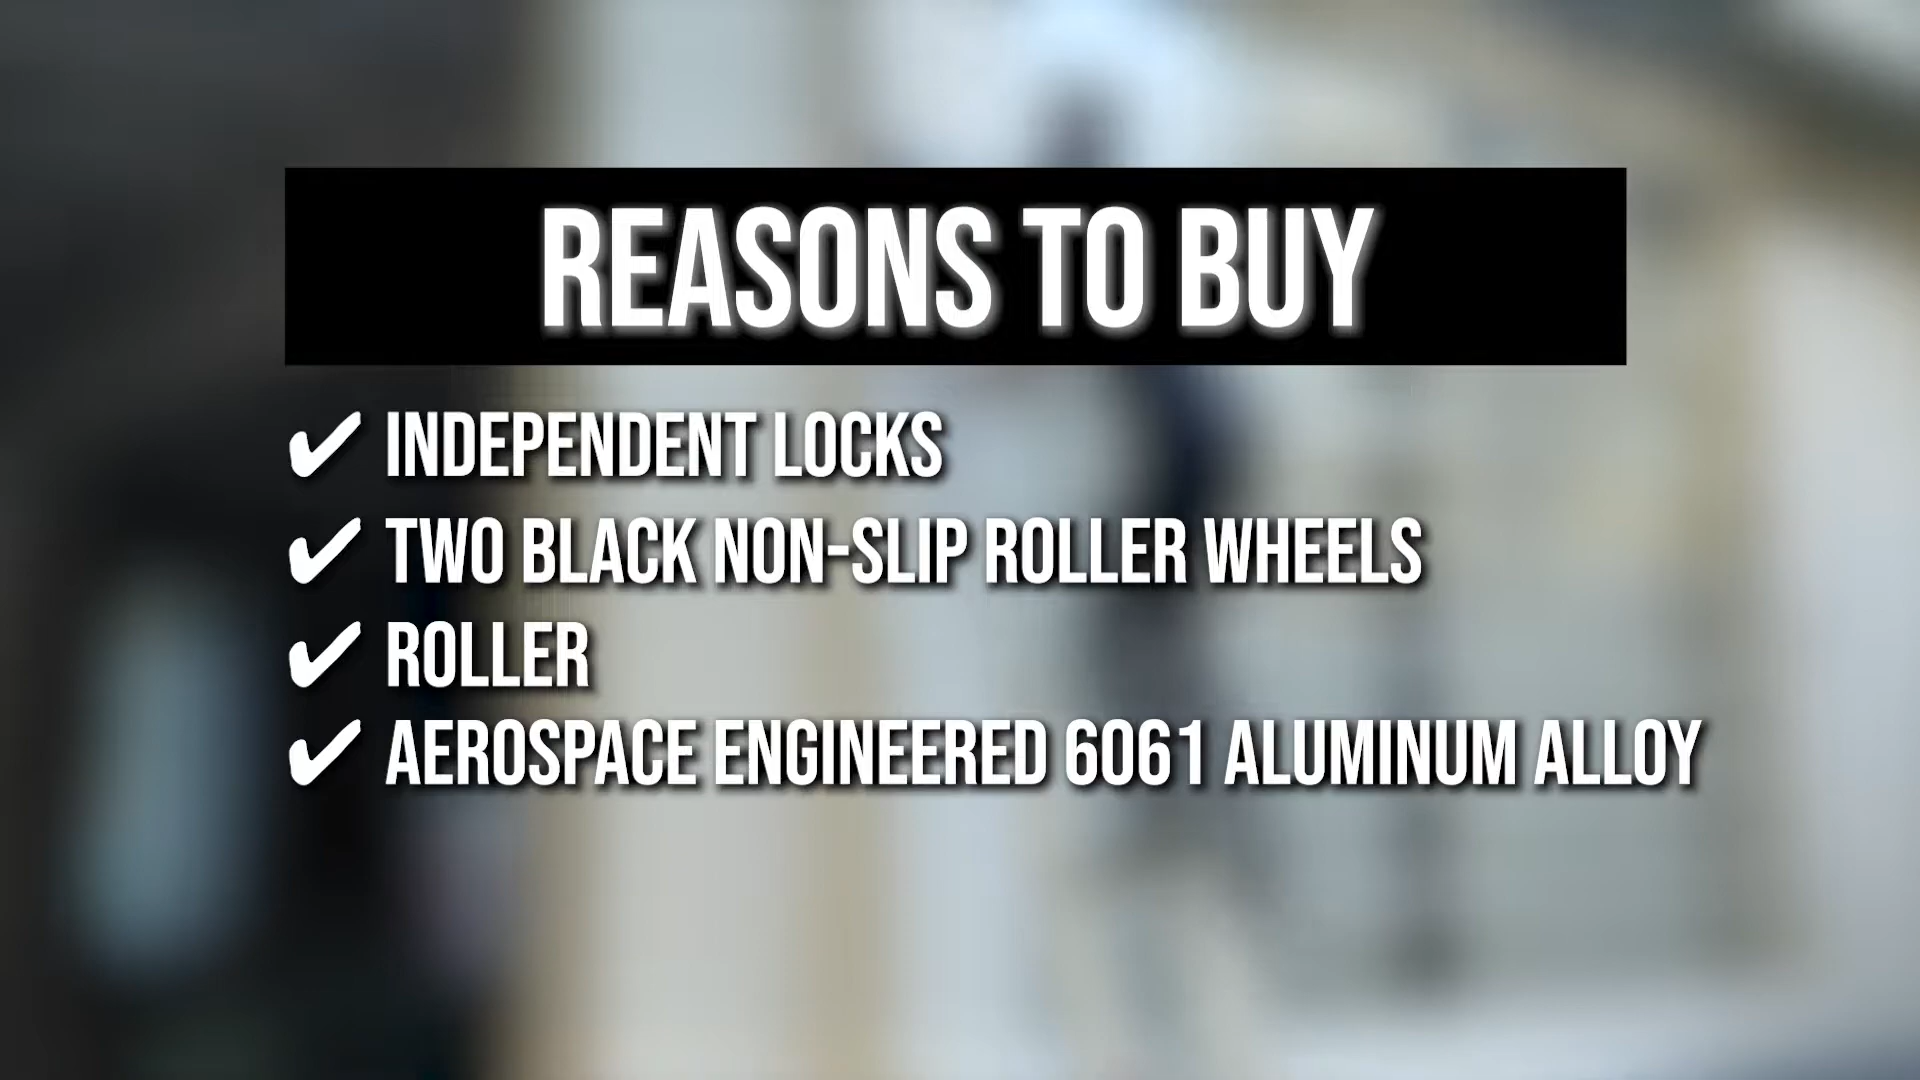 REASONS TO BUY
✔ INDEPENDENT LOCKS
✔ TWO BLACK NON-SLIP ROLLER WHEELS
✔ ROLLER
✔ AEROSPACE ENGINEERED 6061 ALUMINUM ALLOY